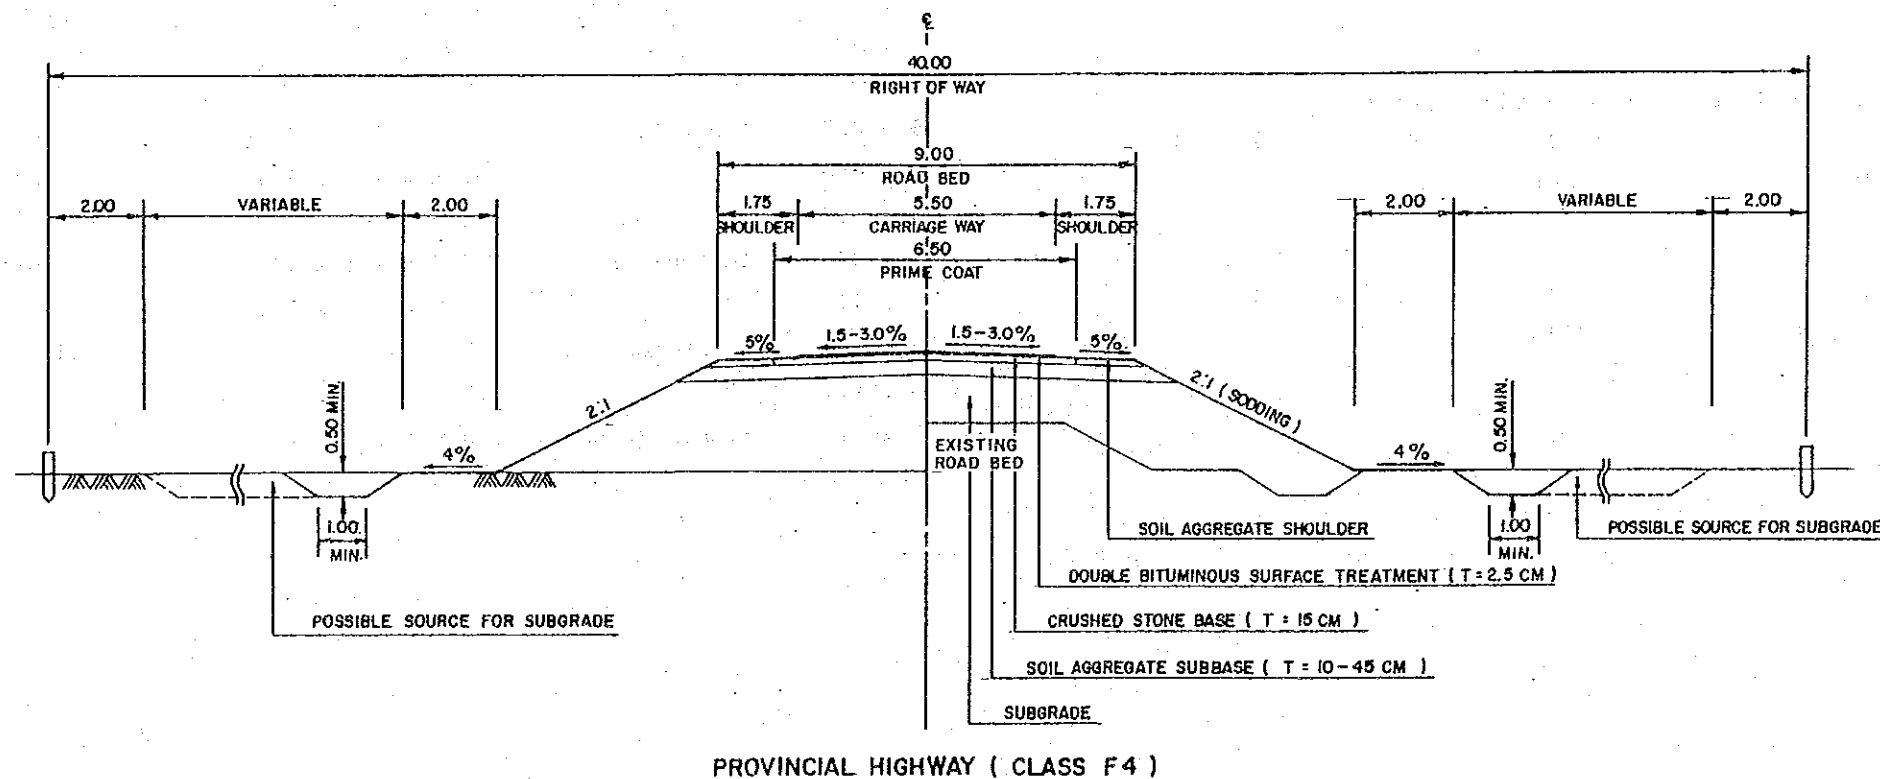 ℄
40.00
RIGHT OF WAY
9.00
ROAD BED
2.00 VARIABLE 2.00 1.75 5.50 1.75 2.00 VARIABLE 2.00
SHOULDER CARRIAGE WAY SHOULDER
6.50
PRIME COAT
5% 1.5-3.0% 1.5-3.0% 5%
2:1 2:1 (SODDING)
0.50 MIN. 0.50 MIN.
4% EXISTING 4%
ROAD BED
1.00 SOIL AGGREGATE SHOULDER 1.00 POSSIBLE SOURCE FOR SUBGRADE
MIN. MIN.
DOUBLE BITUMINOUS SURFACE TREATMENT ( T = 2.5 CM )
POSSIBLE SOURCE FOR SUBGRADE CRUSHED STONE BASE ( T = 15 CM )
SOIL AGGREGATE SUBBASE ( T = 10-45 CM )
SUBGRADE
PROVINCIAL HIGHWAY ( CLASS F4 )